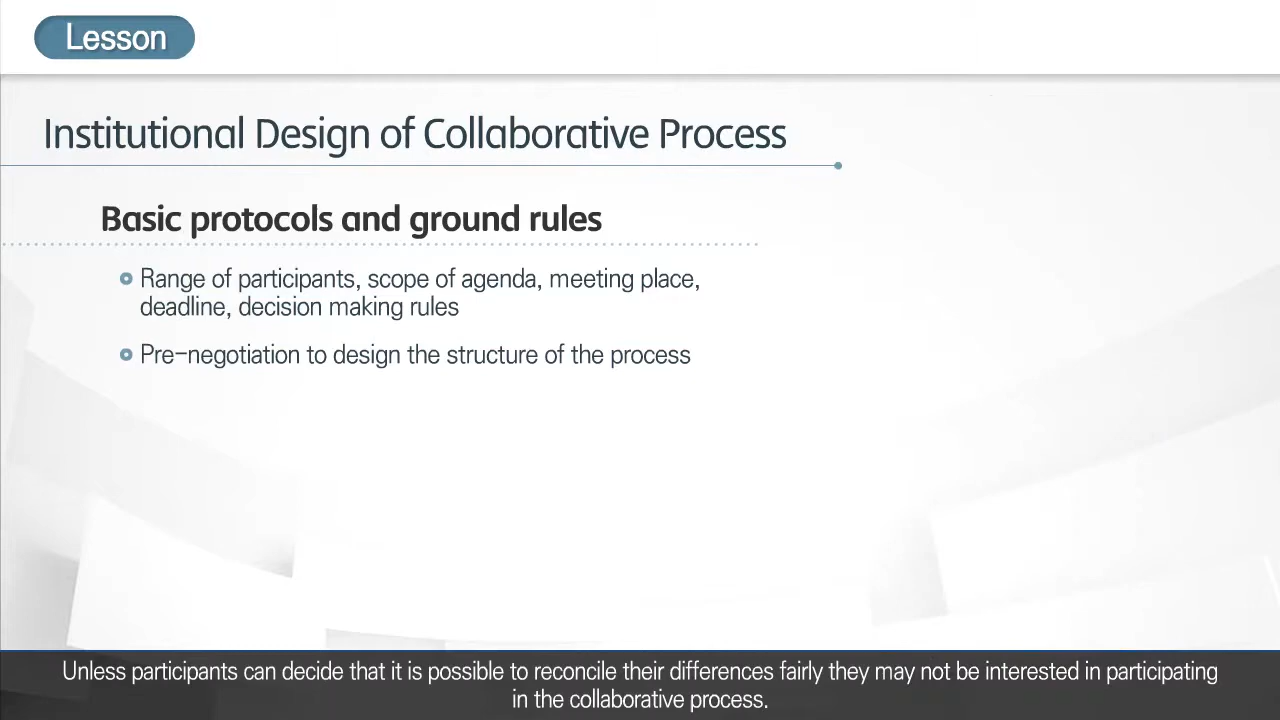 Lesson
Institutional Design of Collaborative Process
Basic protocols and ground rules
Range of participants, scope of agenda, meeting place,
deadline, decision making rules
Pre-negotiation to design the structure of the process
Unless participants can decide that it is possible to reconcile their differences fairly they may not be interested in participating
in the collaborative process.